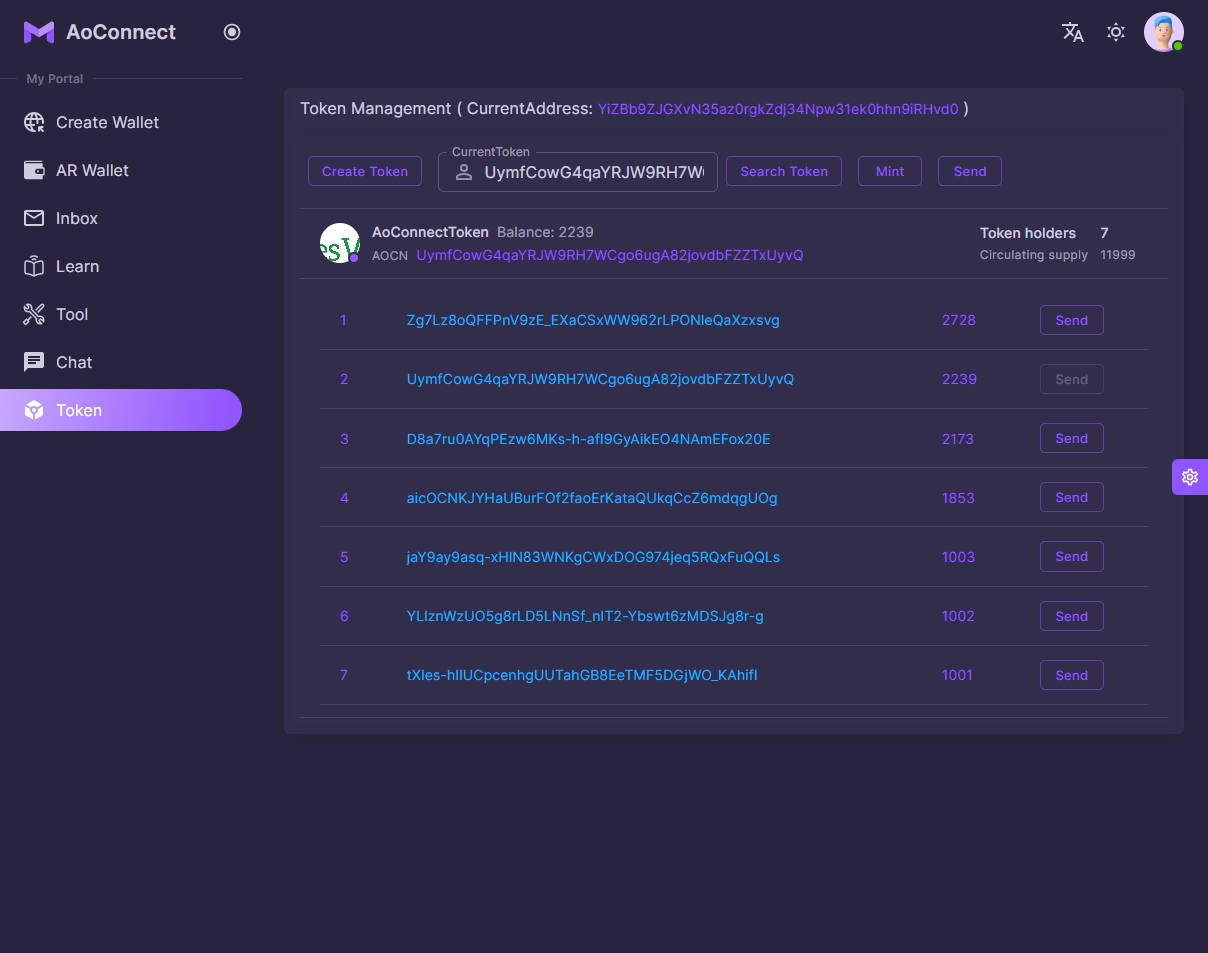 AoConnect
My Portal
Create Wallet
AR Wallet
Inbox
Learn
Tool
Chat
Token
Token Management ( CurrentAddress: YiZBb9ZJGXvN35az0rgkZdj34Npw31ek0hhn9iRHvd0 )
CurrentToken
Create Token UymfCowG4qaYRJW9RH7W Search Token Mint Send
AoConnectToken Balance: 2239 Token holders 7
AOCN UymfCowG4qaYRJW9RH7WCgo6ugA82jovdbFZZTxUyvQ Circulating supply 11999
1 Zg7Lz8oQFFPnV9zE_EXaCSxWW962rLPONIeQaXzxsvg 2728 Send
2 UymfCowG4qaYRJW9RH7WCgo6ugA82jovdbFZZTxUyvQ 2239 Send
3 D8a7ru0AYqPEzw6MKs-h-afI9GyAikEO4NAmEFox20E 2173 Send
4 aicOCNKJYHaUBurFOf2faoErKataQUkqCcZ6mdqgUOg 1853 Send
5 jaY9ay9asq-xHIN83WNKgCWxDOG974jeq5RQxFuQQLs 1003 Send
6 YLIznWzUO5g8rLD5LNnSf_nIT2-Ybswt6zMDSJg8r-g 1002 Send
7 tXIes-hIIUCpcenhgUUTahGB8EeTMF5DGjWO_KAhifI 1001 Send